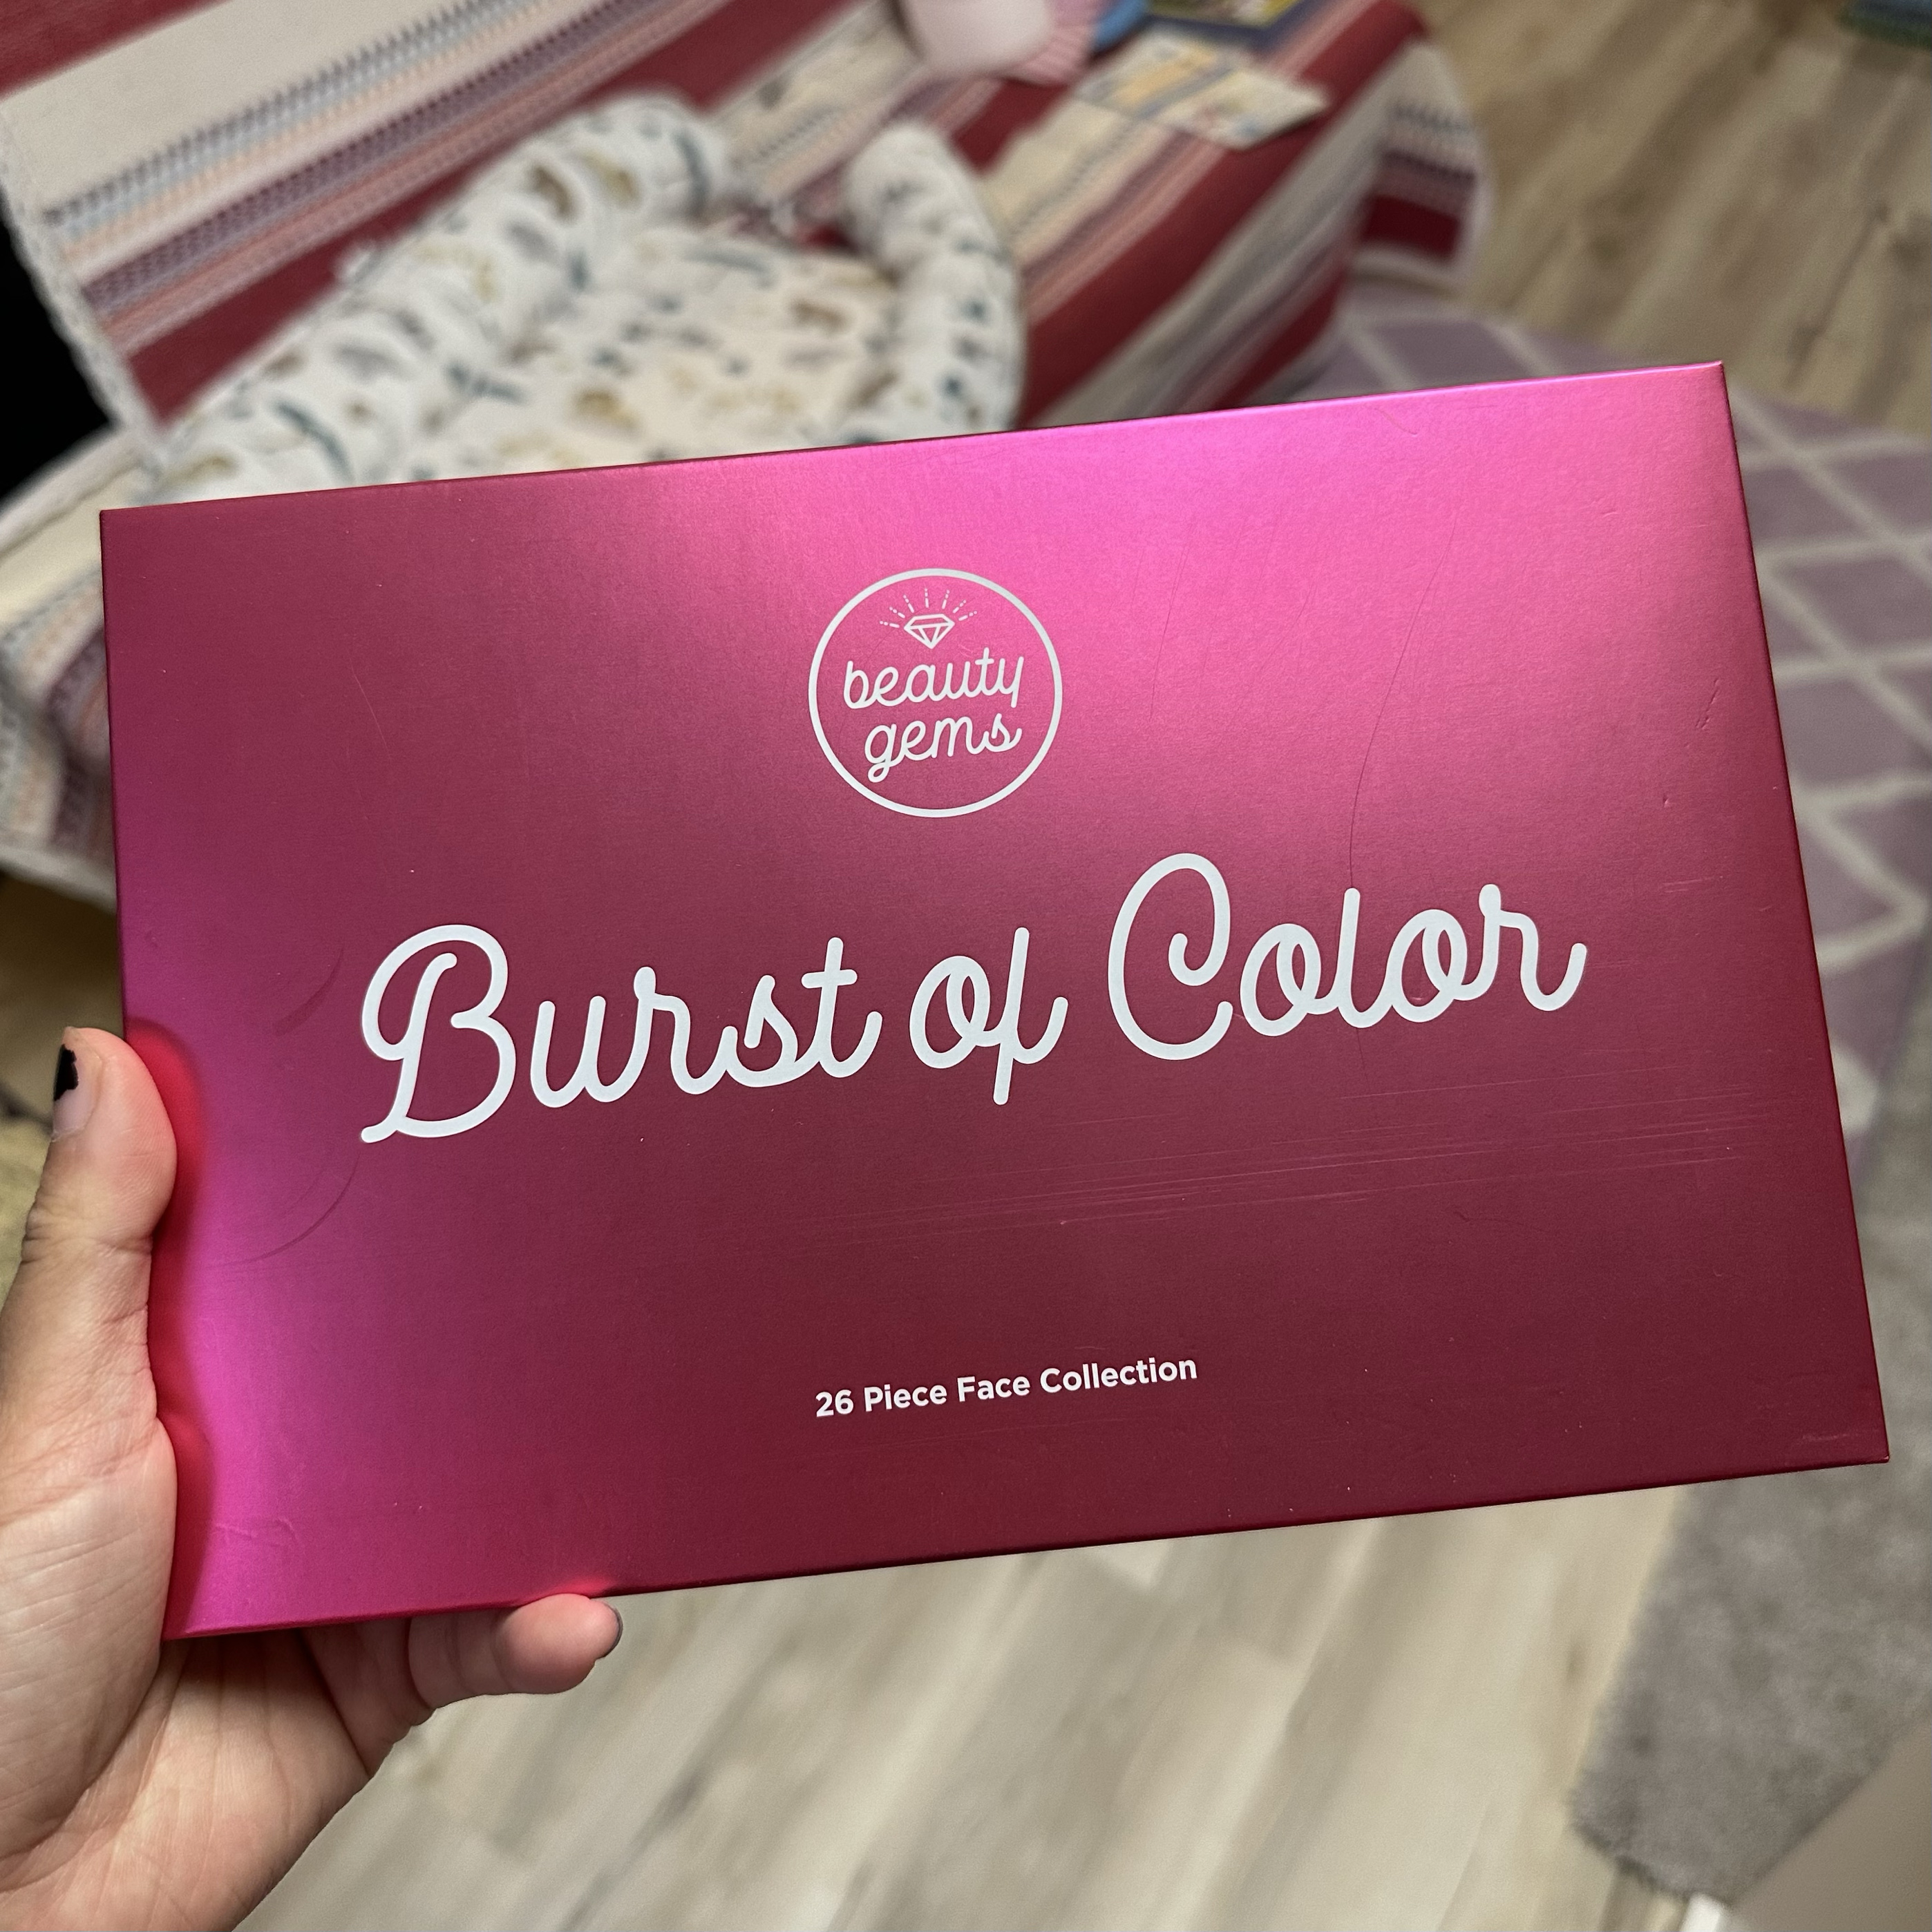 beauty
gems
Burst of Color
26 Piece Face Collection